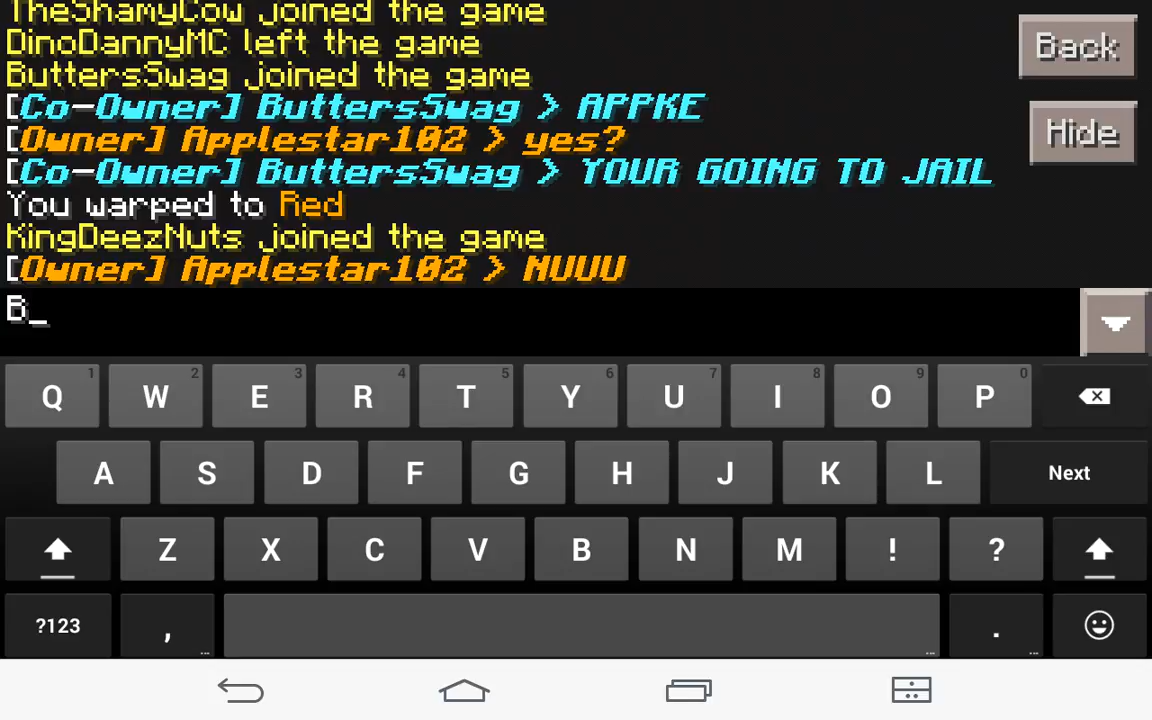 TheShamyCow joined the game
DinoDannyMC left the game
ButtersSwag joined the game
[Co-Owner] ButtersSwag > APPKE
[Owner] Applestar102 > yes?
[Co-Owner] ButtersSwag > YOUR GOING TO JAIL
You warped to Red
KingDeezNuts joined the game
[Owner] Applestar102 > NUUU
Back
Hide
B_
Q 1 W 2 E 3 R 4 T 5 Y 6 U 7 I 8 O 9 P 0
A S D F G H J K L Next
Z X C V B N M ! ?
?123 , ... ... . ...